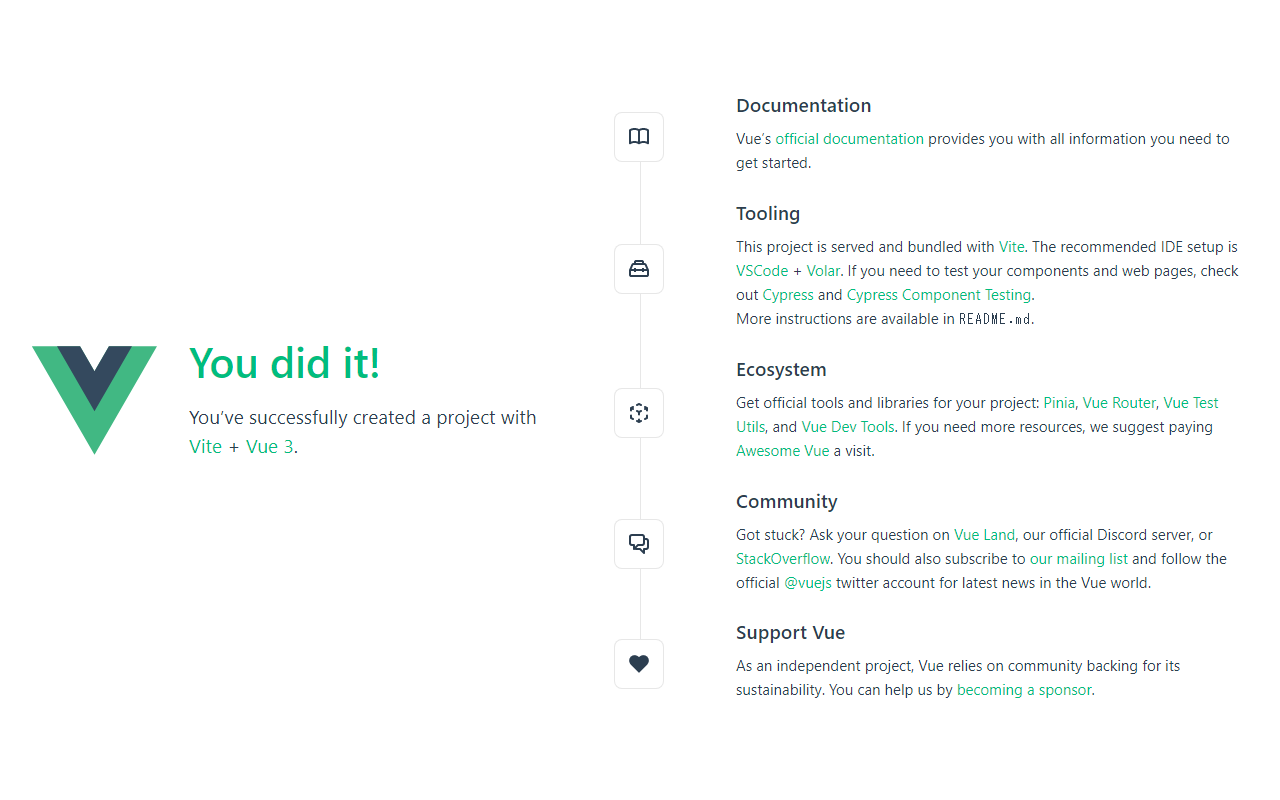 You did it!
You’ve successfully created a project with
Vite + Vue 3.
Documentation
Vue’s official documentation provides you with all information you need to
get started.
Tooling
This project is served and bundled with Vite. The recommended IDE setup is
VSCode + Volar. If you need to test your components and web pages, check
out Cypress and Cypress Component Testing.
More instructions are available in README.md.
Ecosystem
Get official tools and libraries for your project: Pinia, Vue Router, Vue Test
Utils, and Vue Dev Tools. If you need more resources, we suggest paying
Awesome Vue a visit.
Community
Got stuck? Ask your question on Vue Land, our official Discord server, or
StackOverflow. You should also subscribe to our mailing list and follow the
official @vuejs twitter account for latest news in the Vue world.
Support Vue
As an independent project, Vue relies on community backing for its
sustainability. You can help us by becoming a sponsor.